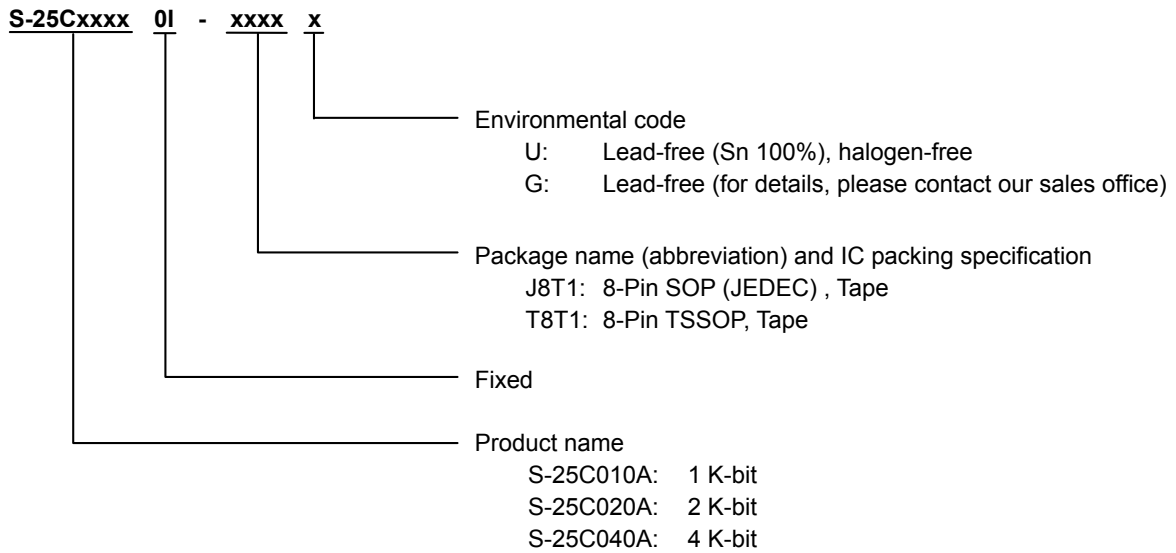 S-25Cxxxx 0I - xxxx x
Environmental code
U: Lead-free (Sn 100%), halogen-free
G: Lead-free (for details, please contact our sales office)
Package name (abbreviation) and IC packing specification
J8T1: 8-Pin SOP (JEDEC) , Tape
T8T1: 8-Pin TSSOP, Tape
Fixed
Product name
S-25C010A: 1 K-bit
S-25C020A: 2 K-bit
S-25C040A: 4 K-bit